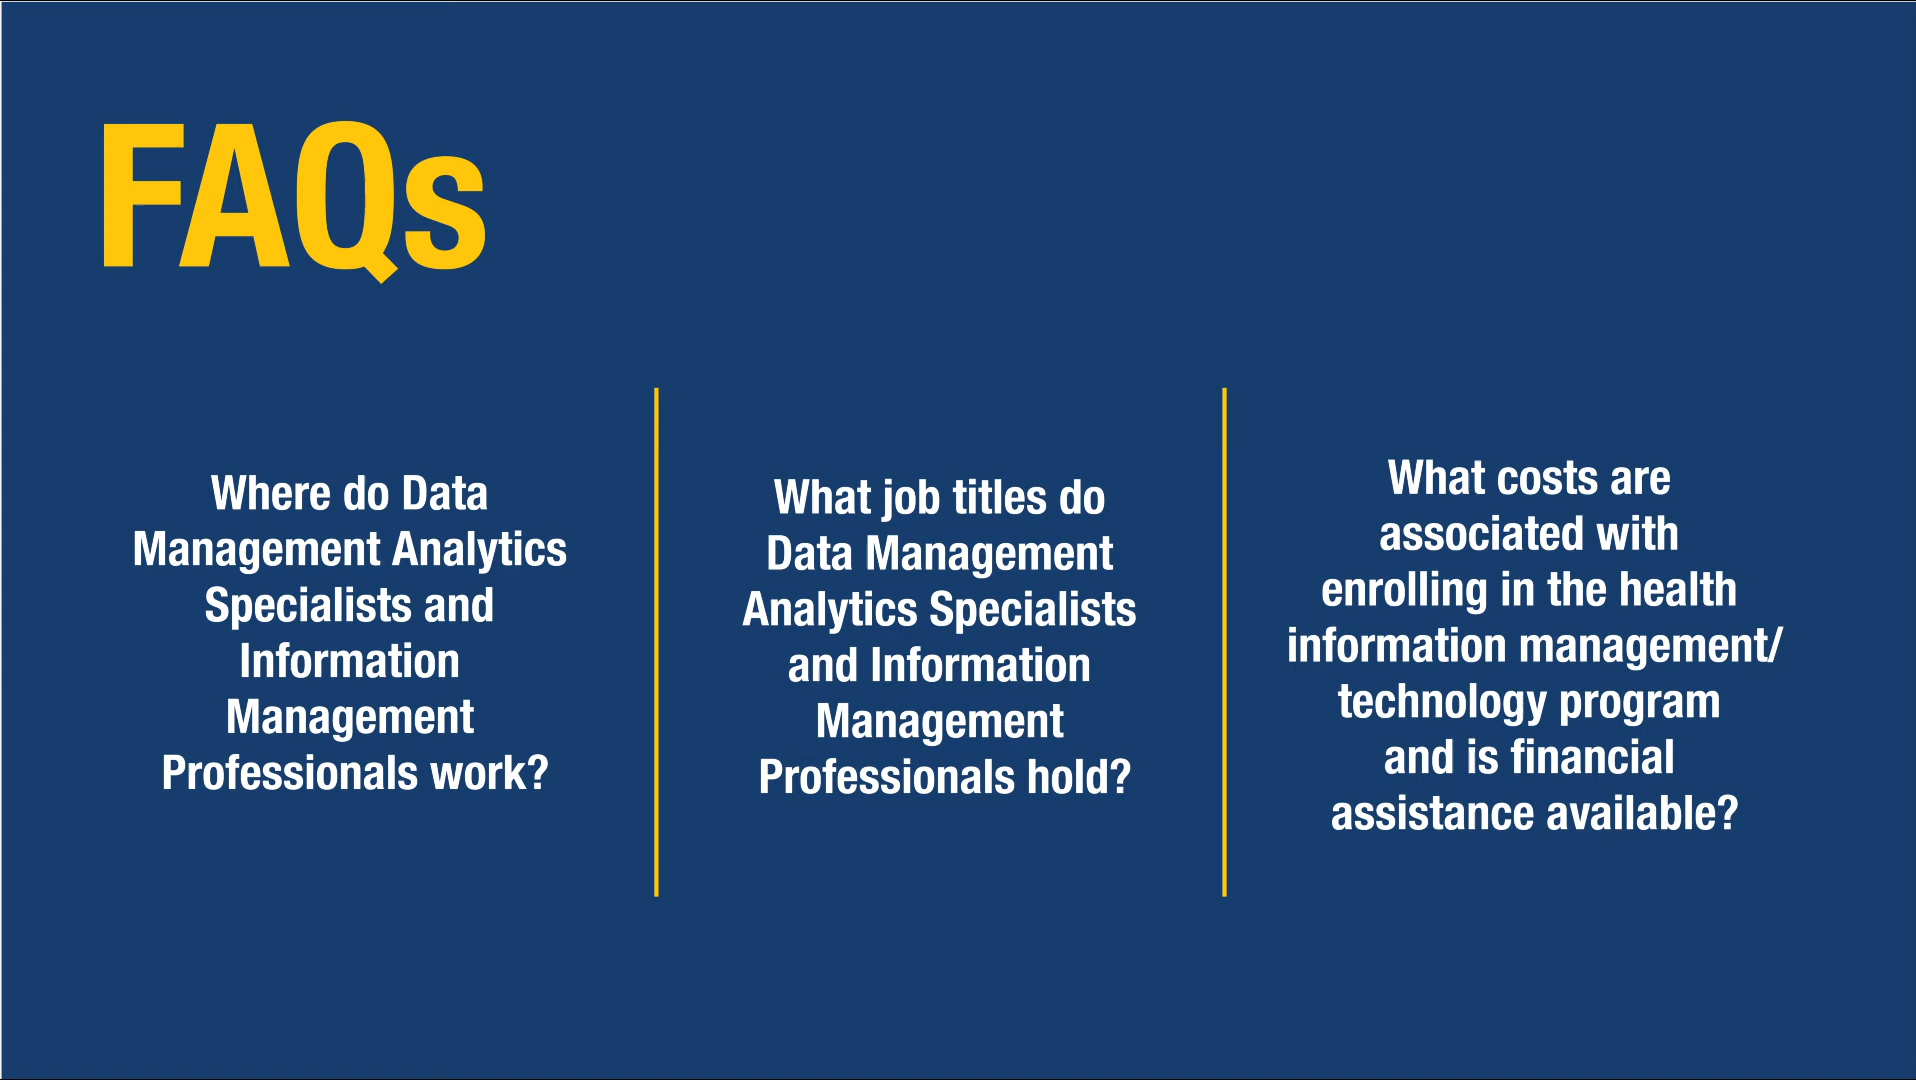 FAQs
Where do Data
Management Analytics
Specialists and
Information
Management
Professionals work?
What job titles do
Data Management
Analytics Specialists
and Information
Management
Professionals hold?
What costs are
associated with
enrolling in the health
information management/
technology program
and is financial
assistance available?